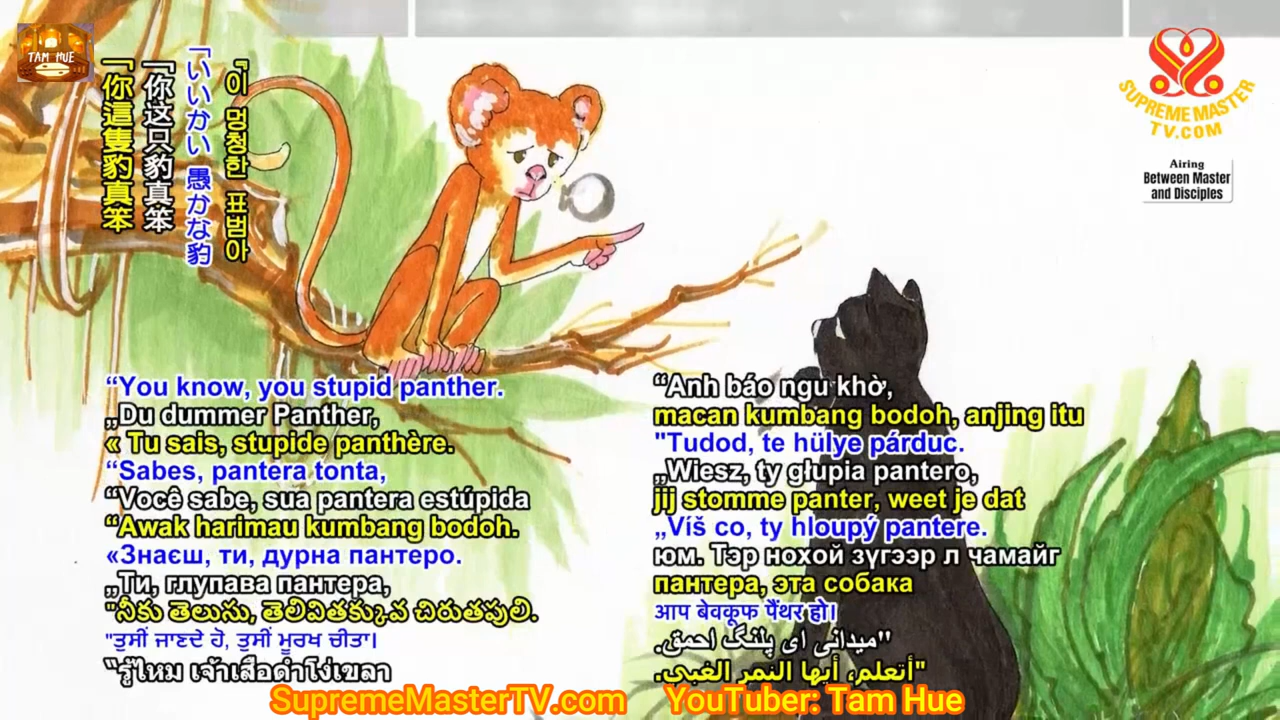 TAM HUE
SUPREME MASTER
TV.COM
Airing
Between Master
and Disciples
「你這隻豹真笨
「你这只豹真笨
「いいかい 愚かな豹
『이 멍청한 표범아
“You know, you stupid panther.
„Du dummer Panther,
« Tu sais, stupide panthère.
“Sabes, pantera tonta,
“Você sabe, sua pantera estúpida
“Awak harimau kumbang bodoh.
«Знаєш, ти, дурна пантеро.
„Ти, глупава пантера,
"నీకు తెలుసు, తెలివితక్కువ చిరుతపులి.
"ਤੁਸੀਂ ਜਾਣਦੇ ਹੋ, ਤੁਸੀਂ ਮੂਰਖ ਚੀਤਾ।
“รู้ไหม เจ้าเสือดำโง่เขลา
“Anh báo ngu khờ,
macan kumbang bodoh, anjing itu
"Tudod, te hülye párduc.
„Wiesz, ty głupia pantero,
jij stomme panter, weet je dat
„Víš co, ty hloupý pantere.
юм. Тэр нохой зүгээр л чамайг
пантера, эта собака
आप बेवकूफ पैंथर हो।
"میدانی ای پلنگ احمق.
"أتعلم، أيها النمر الغبي.
SupremeMasterTV.com YouTuber: Tam Hue